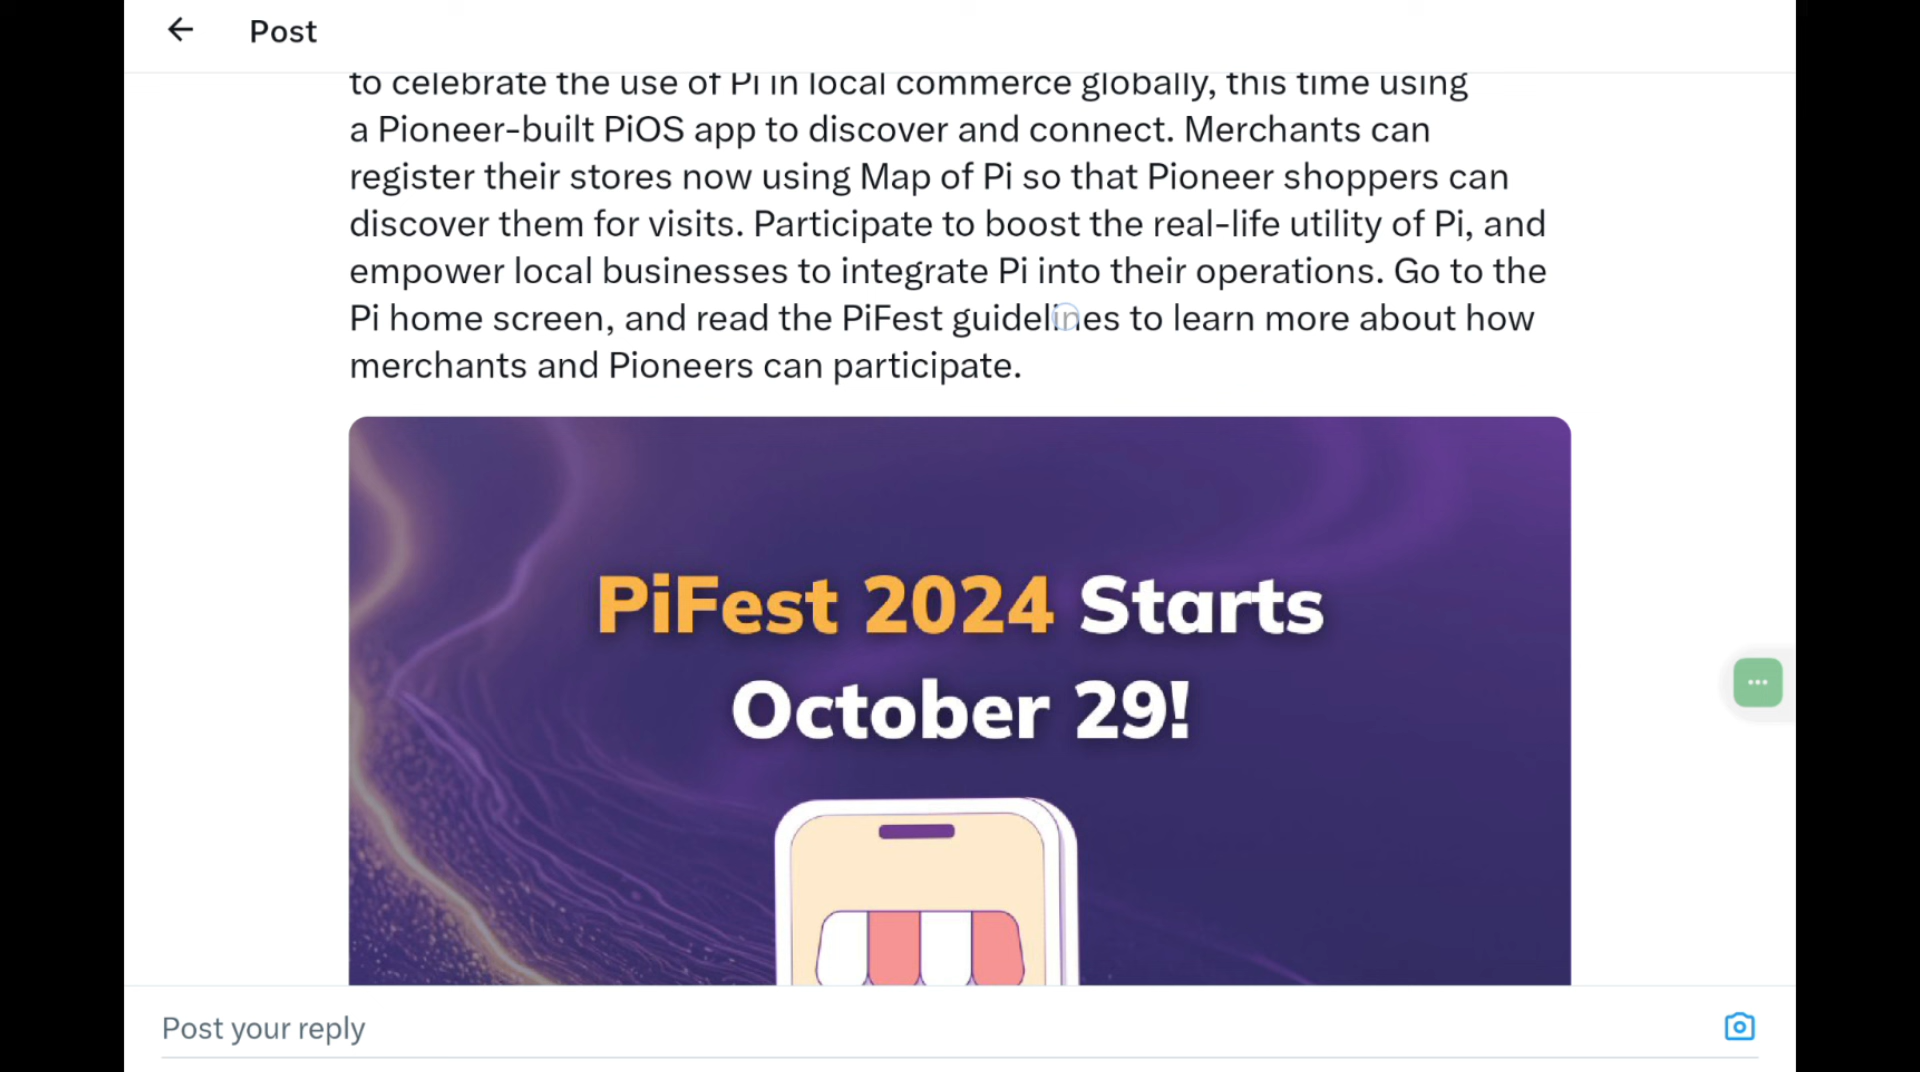 Post
to celebrate the use of Pi in local commerce globally, this time using
a Pioneer-built PiOS app to discover and connect. Merchants can
register their stores now using Map of Pi so that Pioneer shoppers can
discover them for visits. Participate to boost the real-life utility of Pi, and
empower local businesses to integrate Pi into their operations. Go to the
Pi home screen, and read the PiFest guidelines to learn more about how
merchants and Pioneers can participate.
PiFest 2024 Starts
October 29!
Post your reply